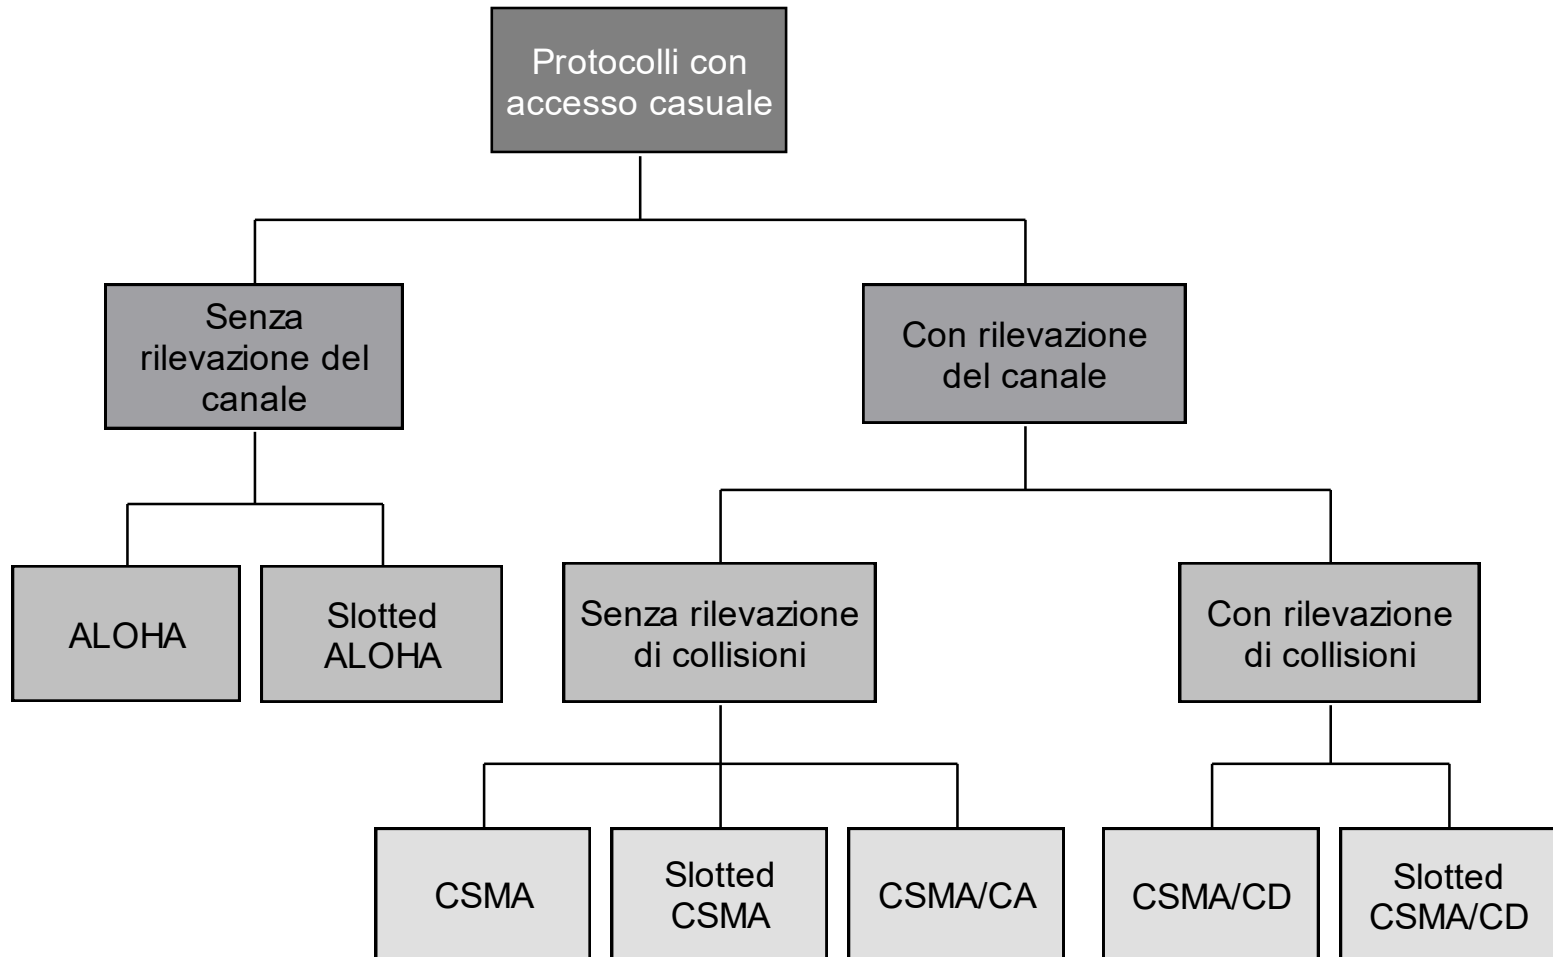 Protocolli con
accesso casuale
Senza
rilevazione del
canale
Con rilevazione
del canale
ALOHA
Slotted
ALOHA
Senza rilevazione
di collisioni
Con rilevazione
di collisioni
CSMA
Slotted
CSMA
CSMA/CA
CSMA/CD
Slotted
CSMA/CD